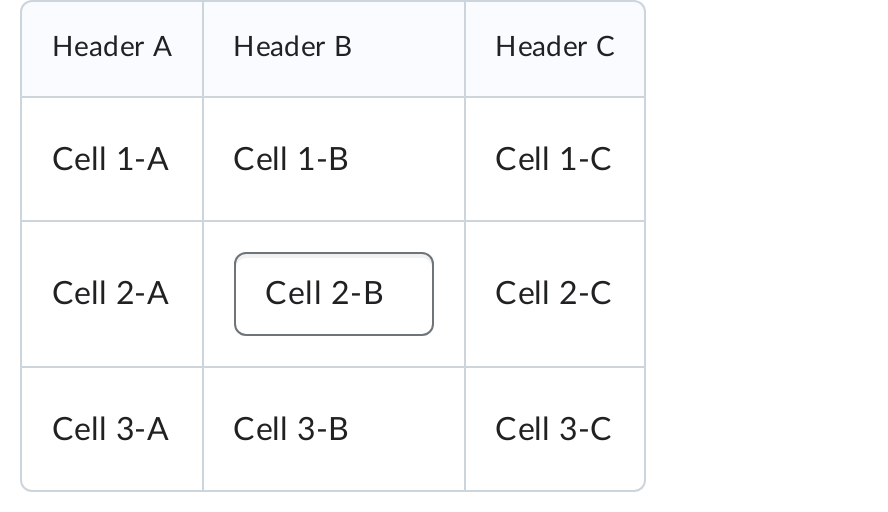 Header A Header B Header C
Cell 1-A Cell 1-B Cell 1-C
Cell 2-A Cell 2-B Cell 2-C
Cell 3-A Cell 3-B Cell 3-C